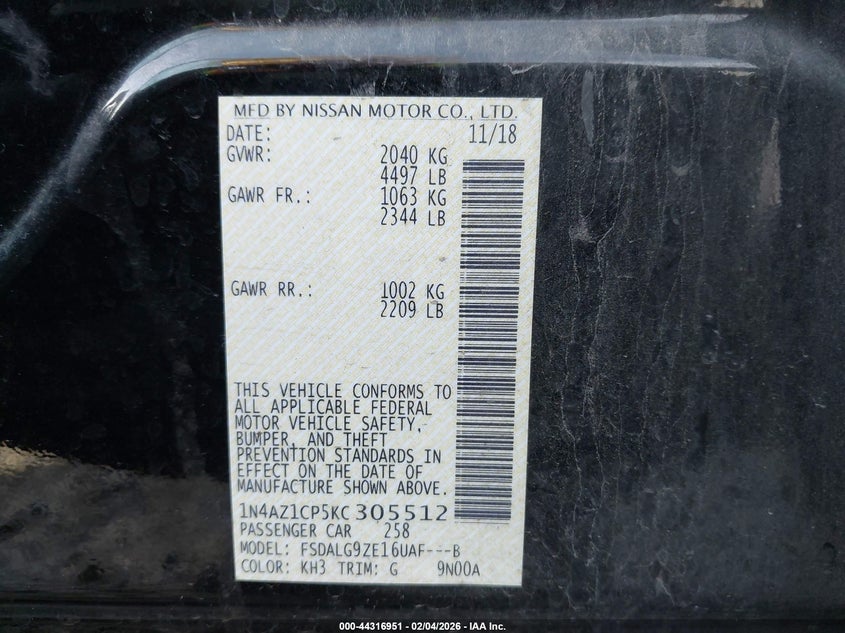 MFD BY NISSAN MOTOR CO., LTD.
DATE: 11/18
GVWR: 2040 KG
4497 LB
GAWR FR.: 1063 KG
2344 LB
GAWR RR.: 1002 KG
2209 LB
THIS VEHICLE CONFORMS TO
ALL APPLICABLE FEDERAL
MOTOR VEHICLE SAFETY,
BUMPER, AND THEFT
PREVENTION STANDARDS IN
EFFECT ON THE DATE OF
MANUFACTURE SHOWN ABOVE.
1N4AZ1CP5KC305512
PASSENGER CAR 258
MODEL: FSDALG9ZE16UAF---B
COLOR: KH3 TRIM: G 9N00A
000-44316951 - 02/04/2026 - IAA Inc.